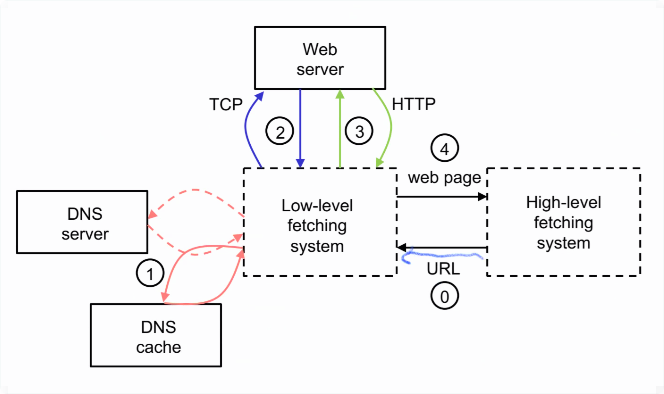 Web
server
TCP
HTTP
2
3
4
web page
DNS
server
Low-level
fetching
system
High-level
fetching
system
1
URL
0
DNS
cache